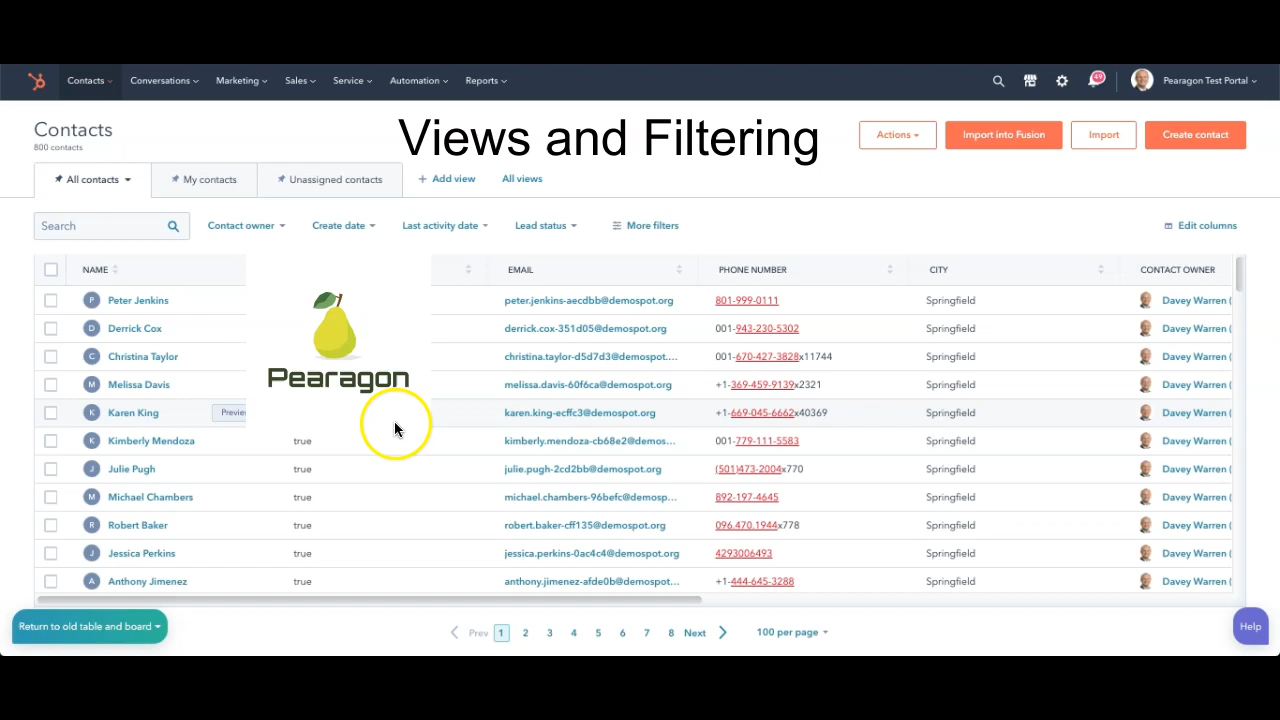 Contacts Conversations Marketing Sales Service Automation Reports 49 Pearagon Test Portal
Contacts
800 contacts
Views and Filtering
Actions Import into Fusion Import Create contact
All contacts My contacts Unassigned contacts + Add view All views
Search Contact owner Create date Last activity date Lead status More filters Edit columns
NAME EMAIL PHONE NUMBER CITY CONTACT OWNER
P Peter Jenkins peter.jenkins-aecdbb@demospot.org 801-999-0111 Springfield Davey Warren (
D Derrick Cox derrick.cox-351d05@demospot.org 001-943-230-5302 Springfield Davey Warren (
C Christina Taylor christina.taylor-d5d7d3@demospot.... 001-670-427-3828x11744 Springfield Davey Warren (
M Melissa Davis melissa.davis-60f6ca@demospot.org +1-369-459-9139x2321 Springfield Davey Warren (
Pearagon
K Karen King Preview karen.king-ecffc3@demospot.org +1-669-045-6662x40369 Springfield Davey Warren (
K Kimberly Mendoza true kimberly.mendoza-cb68e2@demos... 001-779-111-5583 Springfield Davey Warren (
J Julie Pugh true julie.pugh-2cd2bb@demospot.org (501)473-2004x770 Springfield Davey Warren (
M Michael Chambers true michael.chambers-96befc@demosp... 892-197-4645 Springfield Davey Warren (
R Robert Baker true robert.baker-cff135@demospot.org 096.470.1944x778 Springfield Davey Warren (
J Jessica Perkins true jessica.perkins-0ac4c4@demospot.org 4293006493 Springfield Davey Warren (
A Anthony Jimenez true anthony.jimenez-afde0b@demospot... +1-444-645-3288 Springfield Davey Warren (
Return to old table and board Prev 1 2 3 4 5 6 7 8 Next 100 per page Help